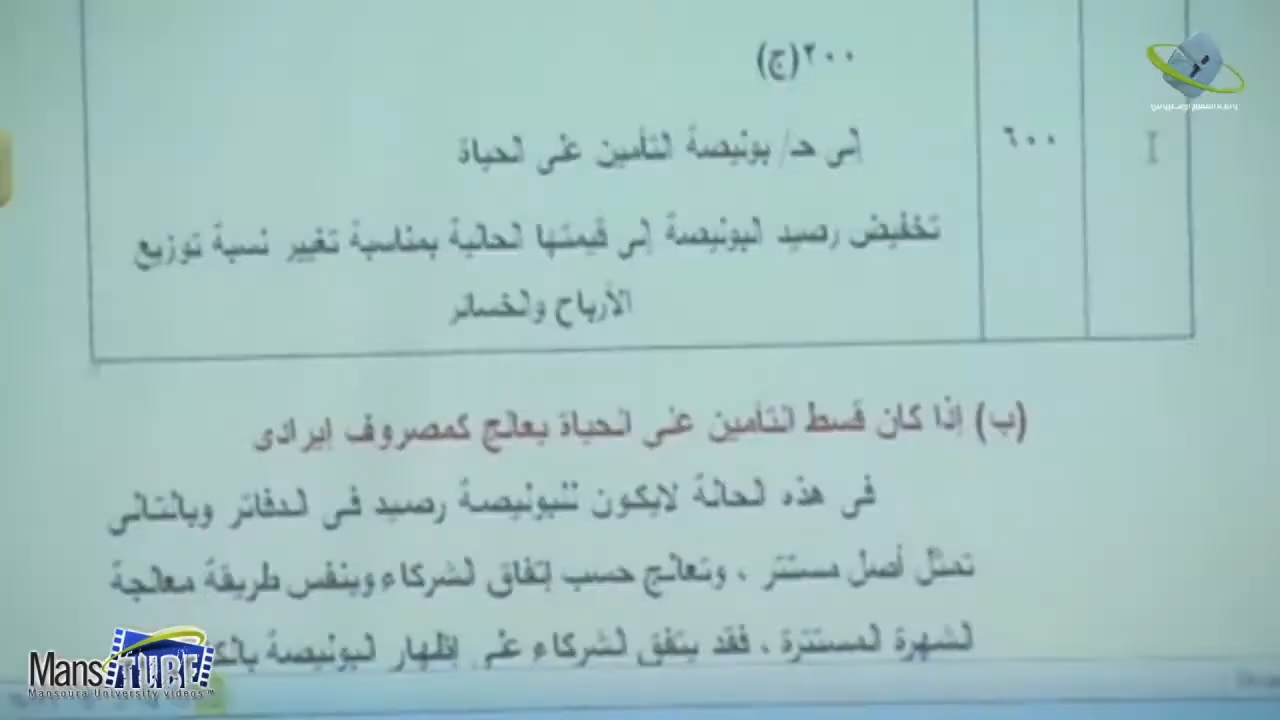 ٢٠٠(ج)
٦٠٠ إلى حـ/ بوليصة التأمين على الحياة
تخفيض رصيد البوليصة إلى قيمتها الحالية بمناسبة تغيير نسبة توزيع
الأرباح والخسائر
(ب) إذا كان قسط التأمين على الحياة يعالج كمصروف إيرادى
فى هذه الحالة لايكون للبوليصة رصيد فى الدفاتر وبالتالى
تمثل أصل مستتر ، وتعالج حسب إتفاق الشركاء وبنفس طريقة معالجة
الشهرة المستترة ، فقد يتفق الشركاء على إظهار البوليصة
MansTUBE
Mansoura University videos™